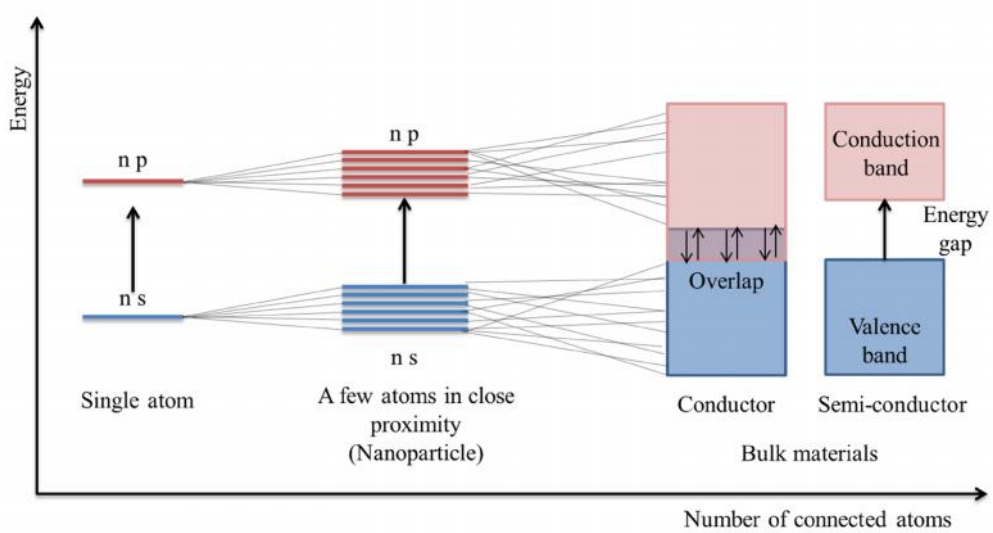 Energy
n p
n s
Single atom
n p
n s
A few atoms in close
proximity
(Nanoparticle)
Overlap
Conductor
Conduction
band
Energy
gap
Valence
band
Semi-conductor
Bulk materials
Number of connected atoms